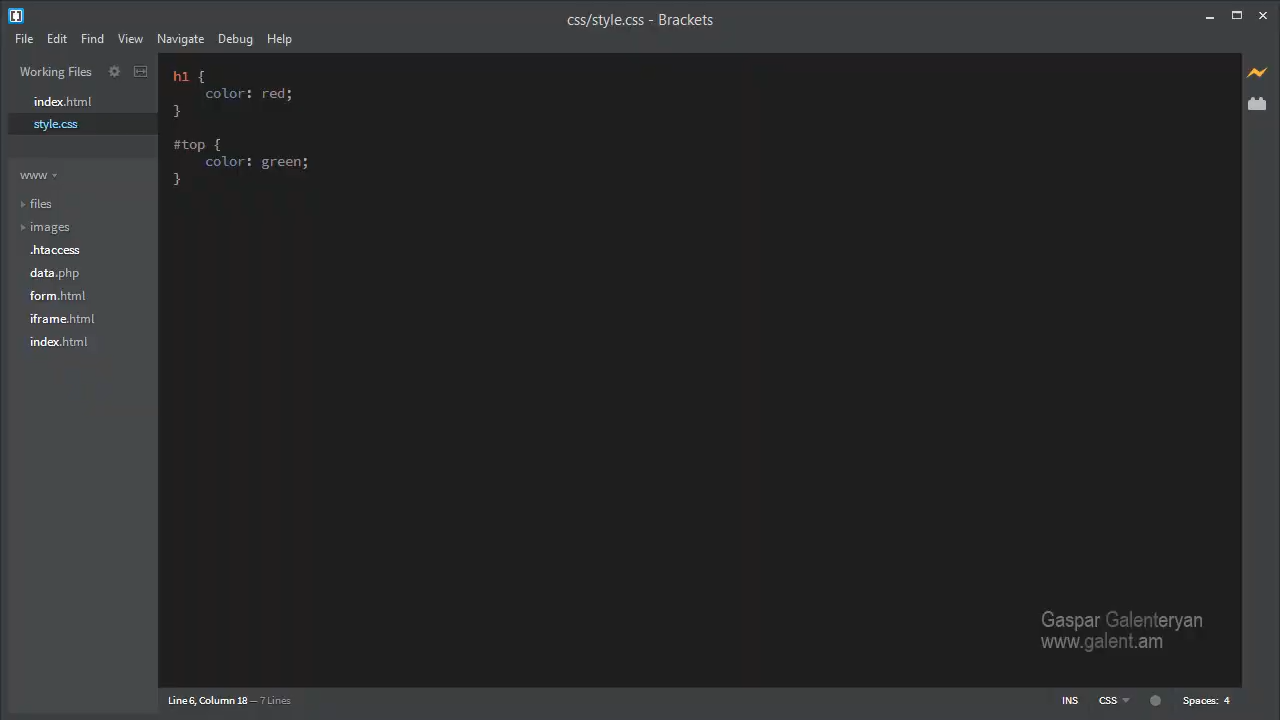 css/style.css - Brackets
File Edit Find View Navigate Debug Help
Working Files
index.html
style.css
www
files
images
.htaccess
data.php
form.html
iframe.html
index.html
h1 {
    color: red;
}
#top {
    color: green;
}
Gaspar Galenteryan
www.galent.am
Line 6, Column 18 — 7 Lines
INS CSS Spaces: 4